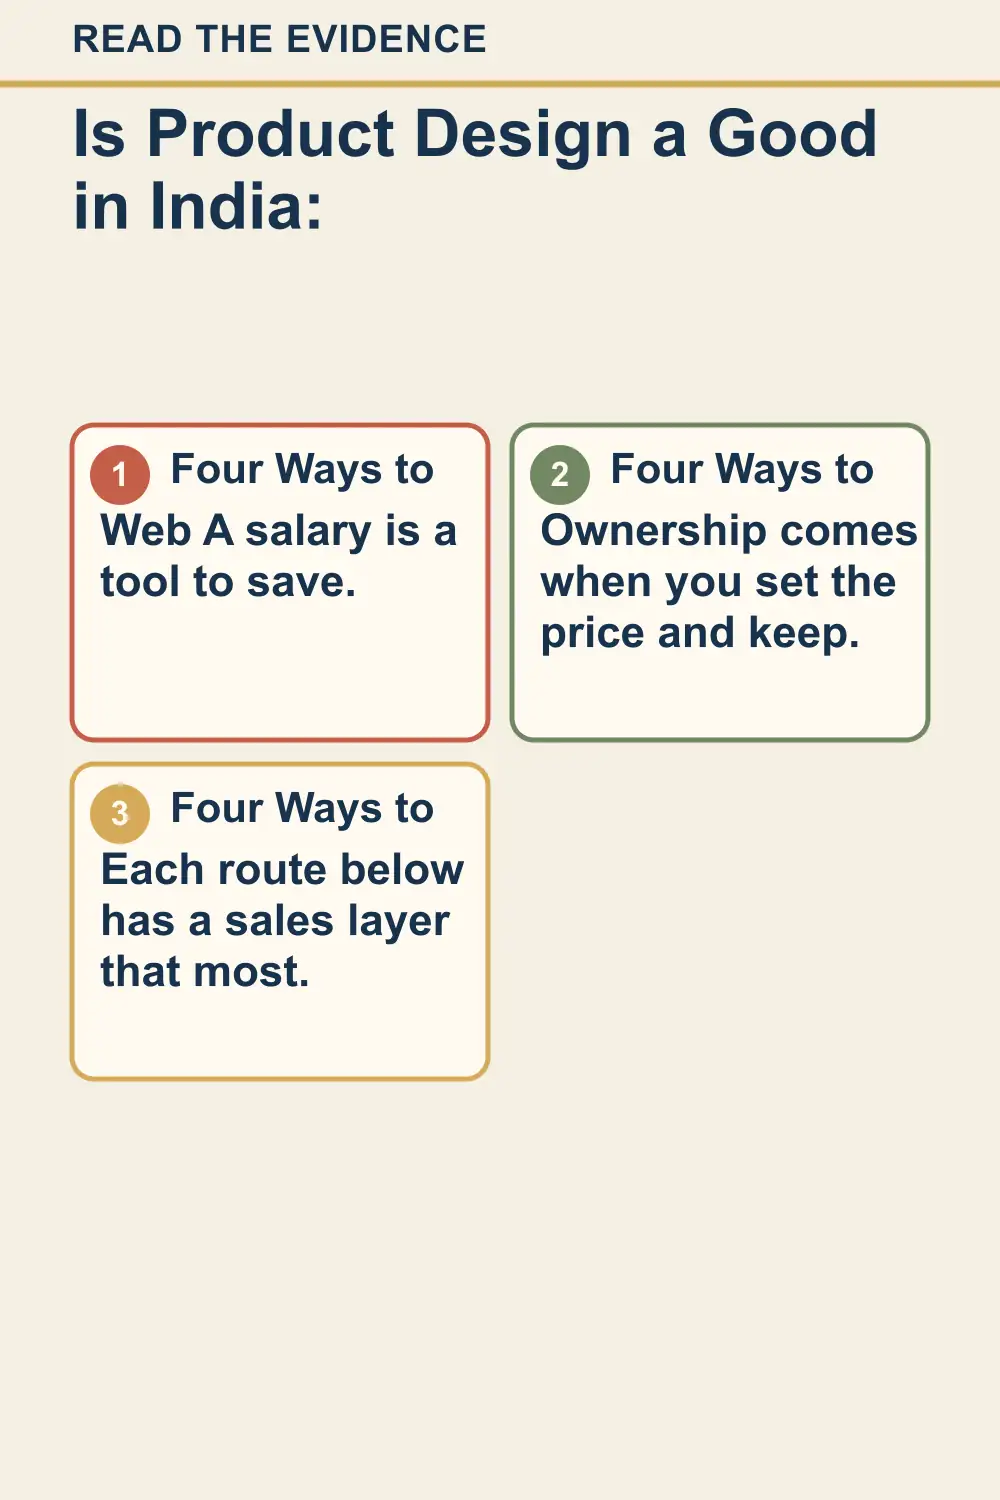 READ THE EVIDENCE
Is Product Design a Good
in India:
1 Four Ways to
Web A salary is a
tool to save.
2 Four Ways to
Ownership comes
when you set the
price and keep.
3 Four Ways to
Each route below
has a sales layer
that most.